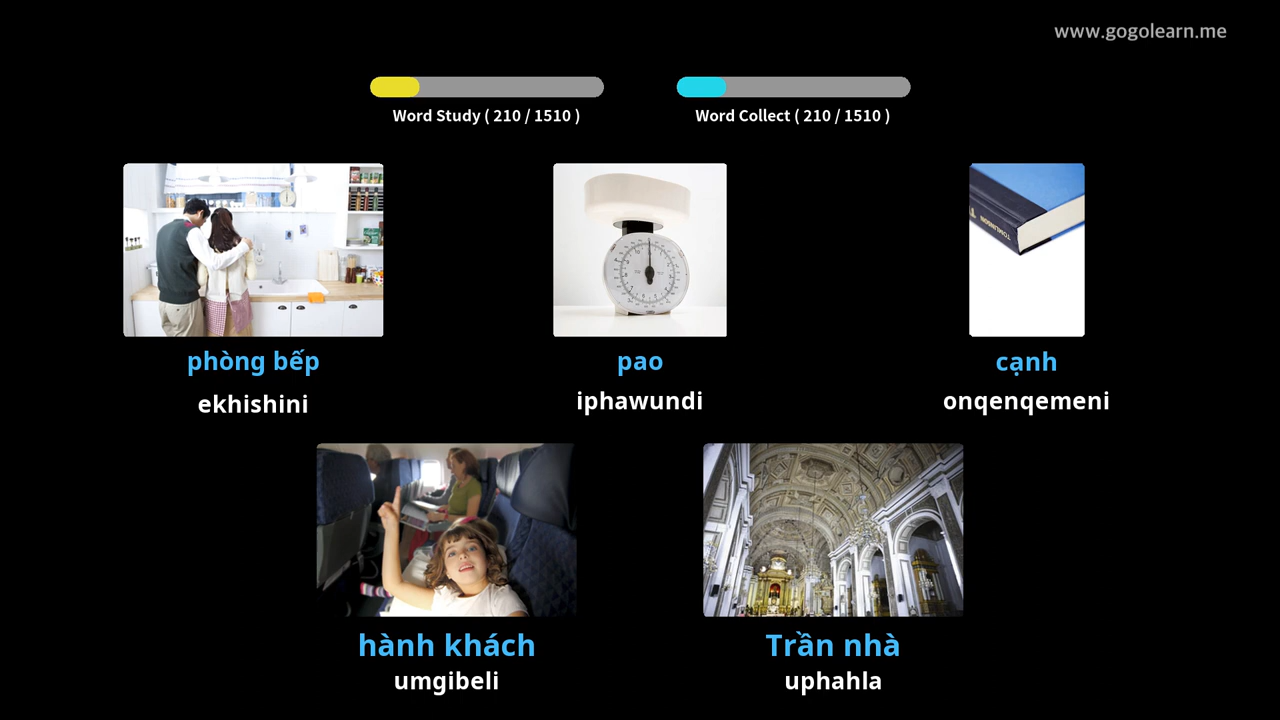 www.gogolearn.me
Word Study ( 210 / 1510 )
Word Collect ( 210 / 1510 )
TOMLINSON
phòng bếp
ekhishini
pao
iphawundi
cạnh
onqenqemeni
hành khách
umgibeli
Trần nhà
uphahla